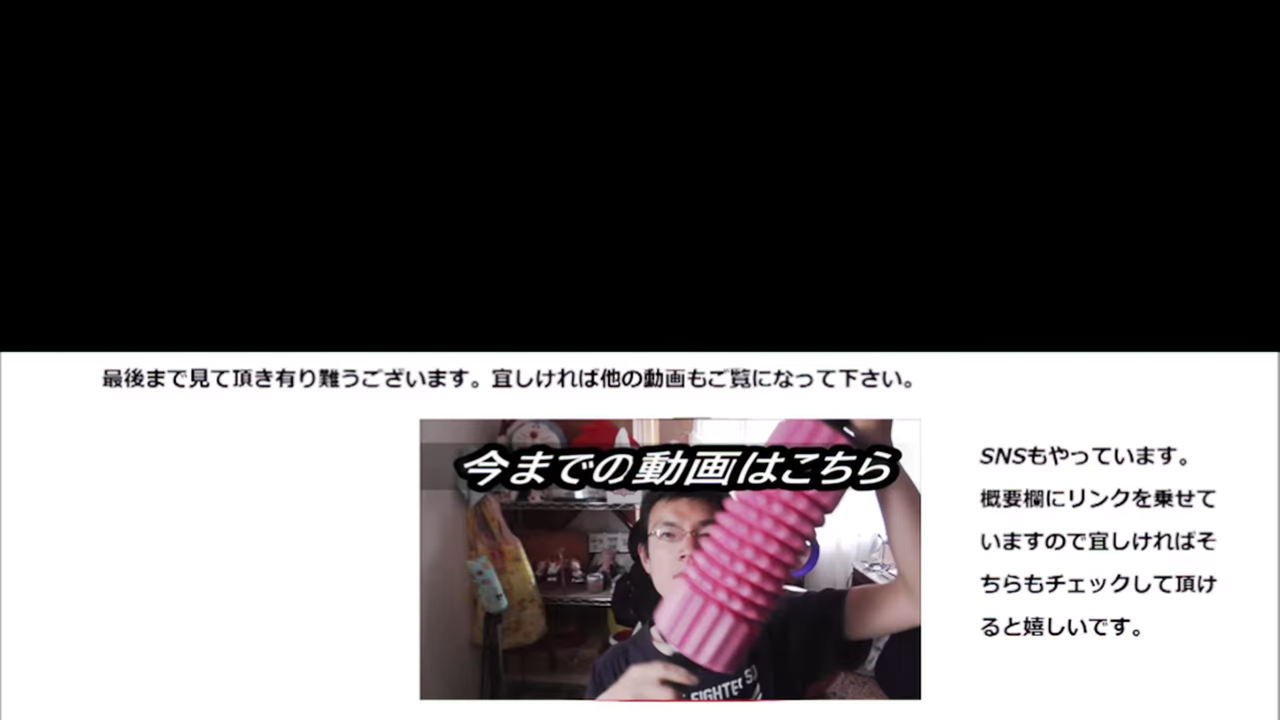 最後まで見て頂き有り難うございます。宜しければ他の動画もご覧になって下さい。
今までの動画はこちら
SNSもやっています。
概要欄にリンクを乗せて
いますので宜しければそ
ちらもチェックして頂け
ると嬉しいです。
FIGHTE